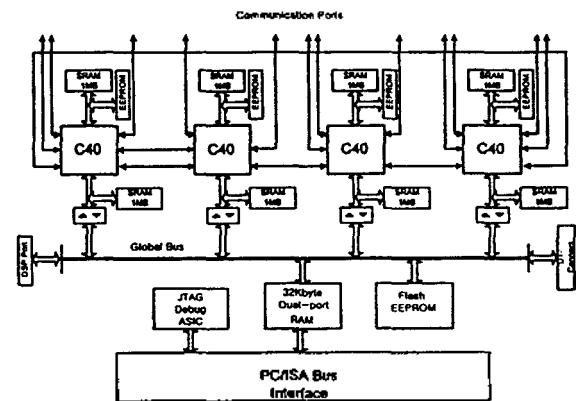 Communication Ports
SRAM
1MB
EEPROM
SRAM
1MB
EEPROM
SRAM
1MB
EEPROM
SRAM
1MB
EEPROM
C40
C40
C40
C40
SRAM
1MB
SRAM
1MB
SRAM
1MB
SRAM
1MB
Global Bus
DSP Port
JTAG
Debug
ASIC
32Kbyte
Dual-port
RAM
Flash
EEPROM
PC/ISA Bus
Interface